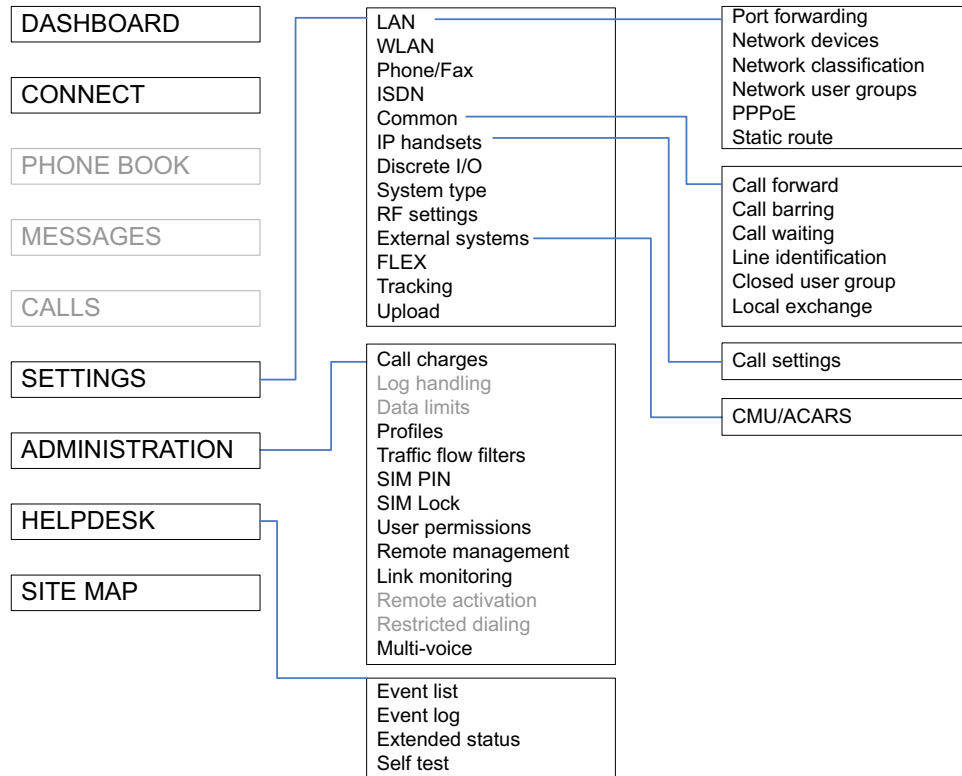 DASHBOARD
CONNECT
PHONE BOOK
MESSAGES
CALLS
SETTINGS
ADMINISTRATION
HELPDESK
SITE MAP
LAN
WLAN
Phone/Fax
ISDN
Common
IP handsets
Discrete I/O
System type
RF settings
External systems
FLEX
Tracking
Upload
Call charges
Log handling
Data limits
Profiles
Traffic flow filters
SIM PIN
SIM Lock
User permissions
Remote management
Link monitoring
Remote activation
Restricted dialing
Multi-voice
Event list
Event log
Extended status
Self test
Port forwarding
Network devices
Network classification
Network user groups
PPPoE
Static route
Call forward
Call barring
Call waiting
Line identification
Closed user group
Local exchange
Call settings
CMU/ACARS